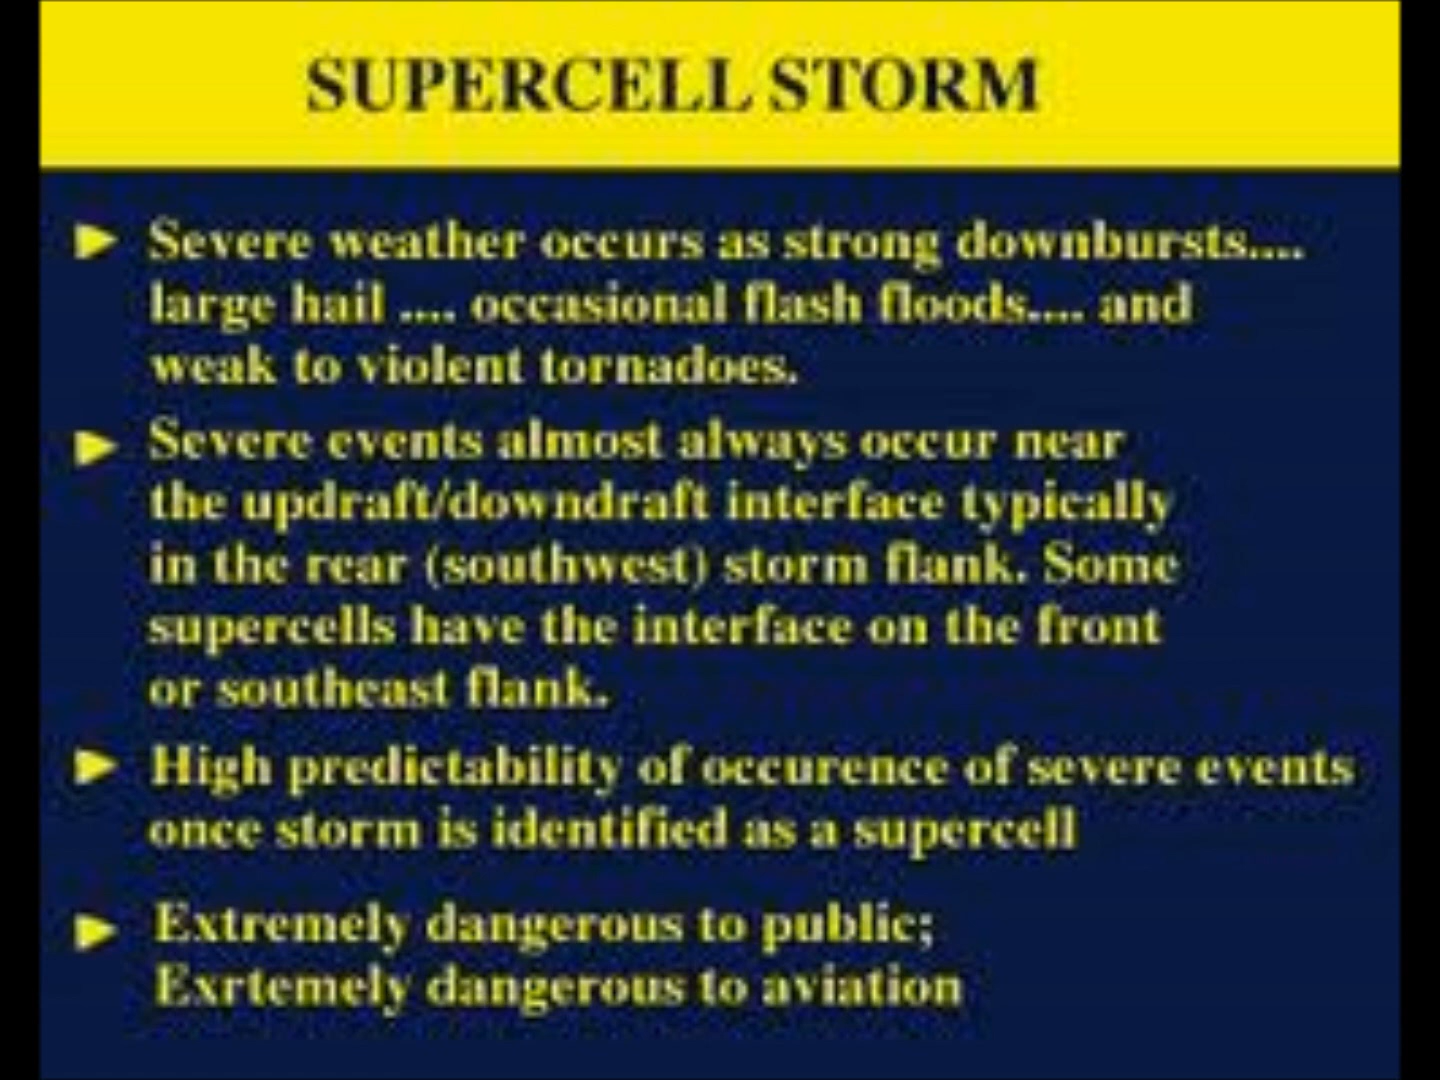 SUPERCELL STORM
Severe weather occurs as strong downbursts....
large hail .... occasional flash floods.... and
weak to violent tornadoes.
Severe events almost always occur near
the updraft/downdraft interface typically
in the rear (southwest) storm flank. Some
supercells have the interface on the front
or southeast flank.
High predictability of occurence of severe events
once storm is identified as a supercell
Extremely dangerous to public;
Exrtemely dangerous to aviation